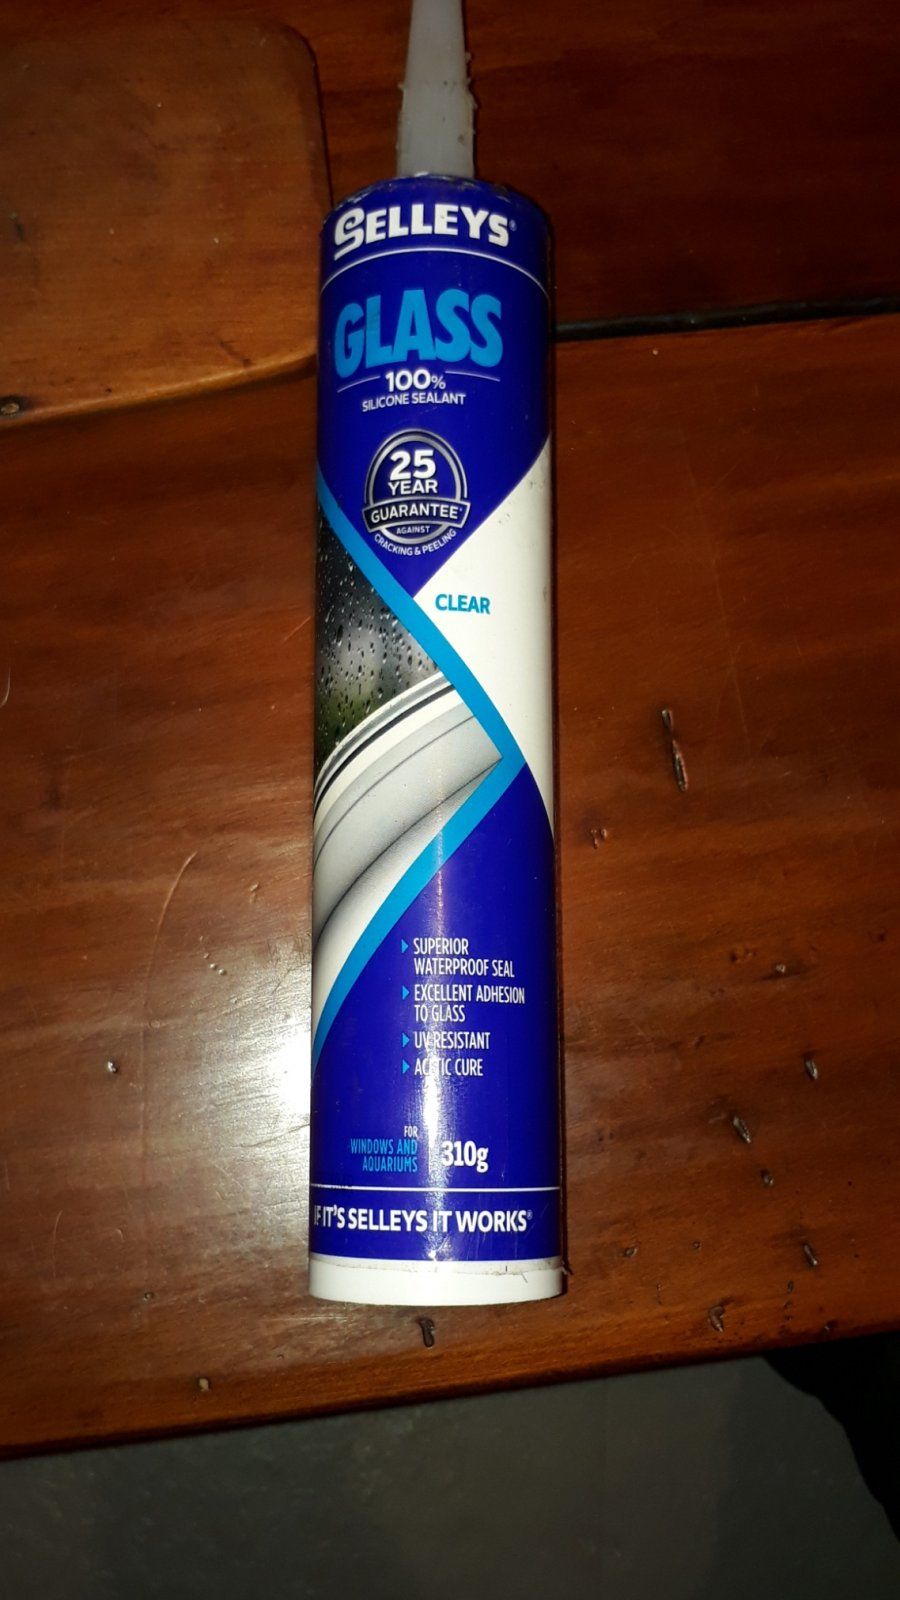 SELLEYS®
GLASS
100%
SILICONE SEALANT
25
YEAR
GUARANTEE*
AGAINST
CRACKING & PEELING
CLEAR
SUPERIOR
WATERPROOF SEAL
EXCELLENT ADHESION
TO GLASS
UV RESISTANT
ACETIC CURE
FOR
WINDOWS AND
AQUARIUMS
310g
IF IT'S SELLEYS IT WORKS®